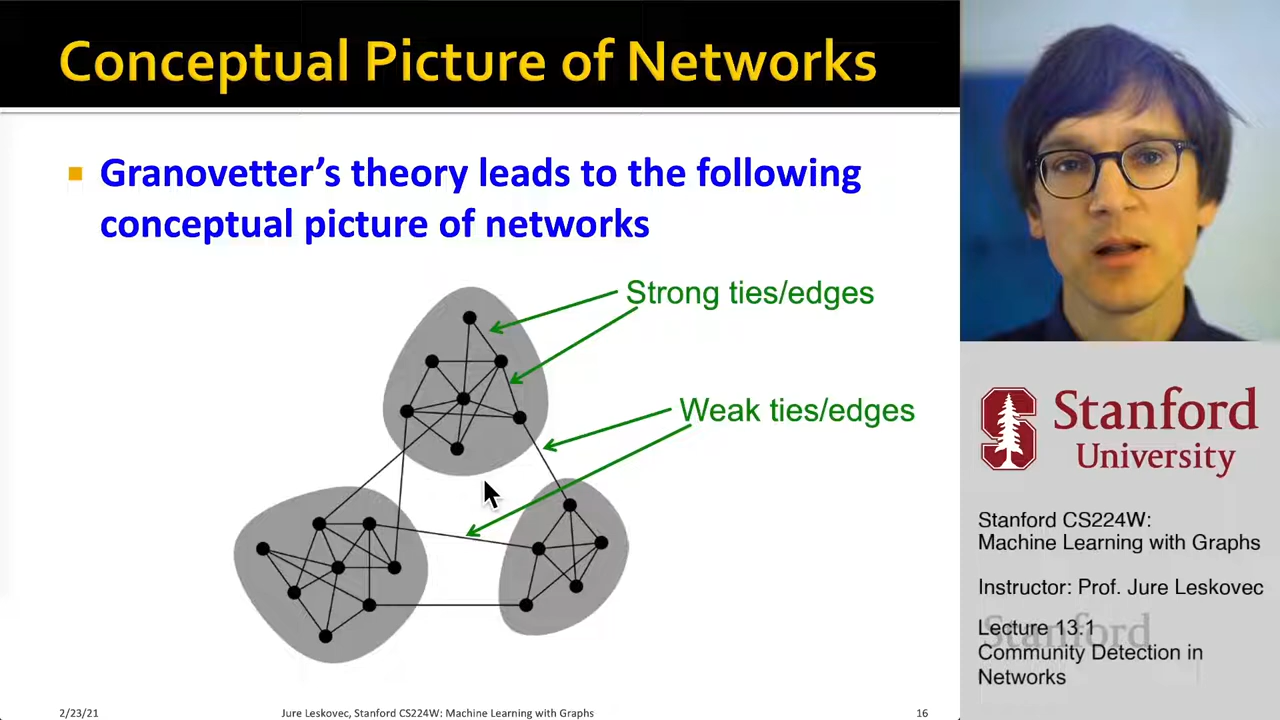 Conceptual Picture of Networks
Granovetter's theory leads to the following
conceptual picture of networks
Strong ties/edges
Weak ties/edges
2/23/21
Jure Leskovec, Stanford CS224W: Machine Learning with Graphs
16
Stanford
University
Stanford CS224W:
Machine Learning with Graphs
Instructor: Prof. Jure Leskovec
Lecture 13.1
Stanford
Community Detection in
Networks